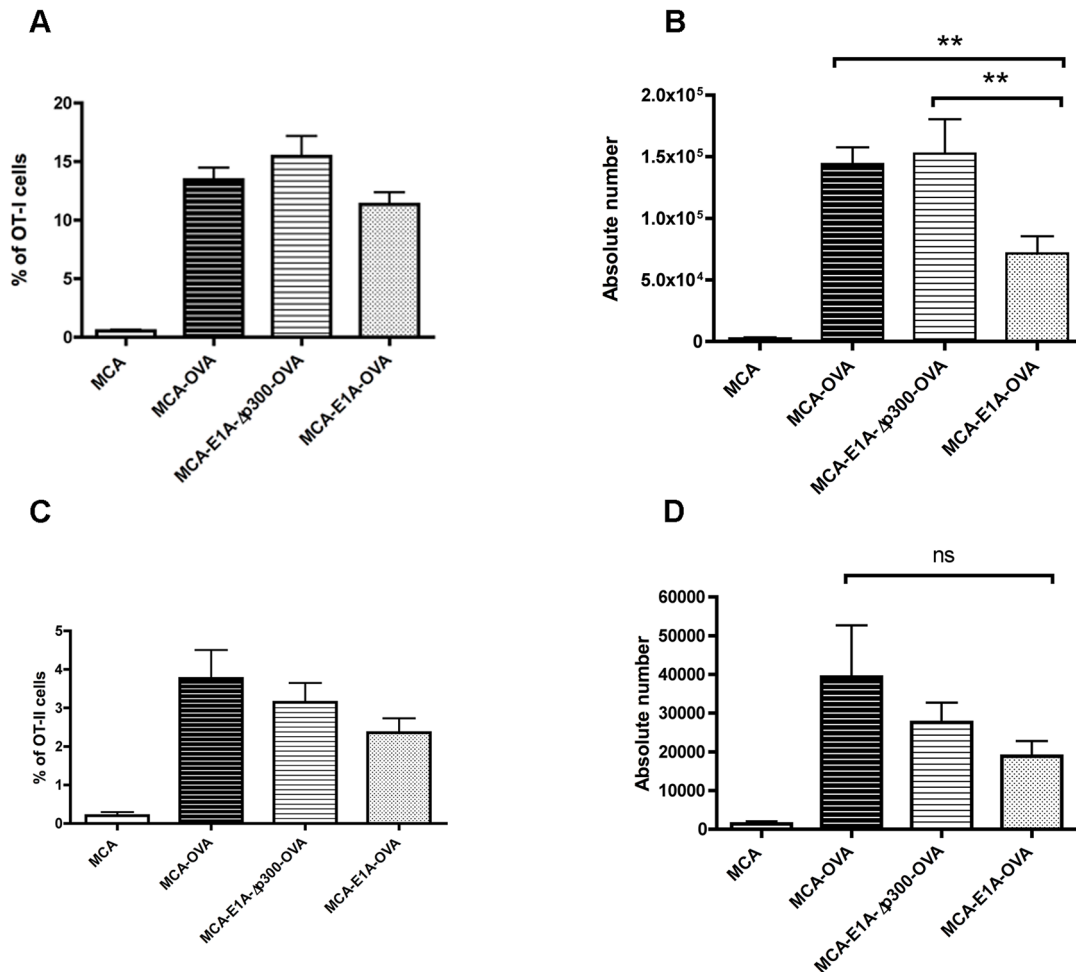 A
% of OT-I cells
20
15
10
5
0
MCA
MCA-OVA
MCA-E1A-Δp300-OVA
MCA-E1A-OVA
B
**
**
Absolute number
2.0x10⁵
1.5x10⁵
1.0x10⁵
5.0x10⁴
0
MCA
MCA-OVA
MCA-E1A-Δp300-OVA
MCA-E1A-OVA
C
% of OT-II cells
5
4
3
2
1
0
MCA
MCA-OVA
MCA-E1A-Δp300-OVA
MCA-E1A-OVA
D
ns
Absolute number
60000
50000
40000
30000
20000
10000
0
MCA
MCA-OVA
MCA-E1A-Δp300-OVA
MCA-E1A-OVA